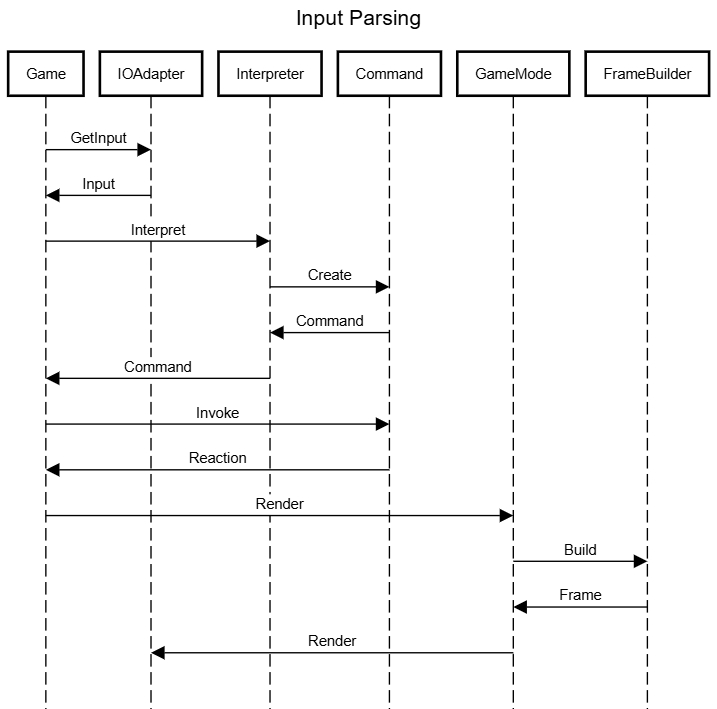 Input Parsing
Game IOAdapter Interpreter Command GameMode FrameBuilder
GetInput
Input
Interpret
Create
Command
Command
Invoke
Reaction
Render
Build
Frame
Render